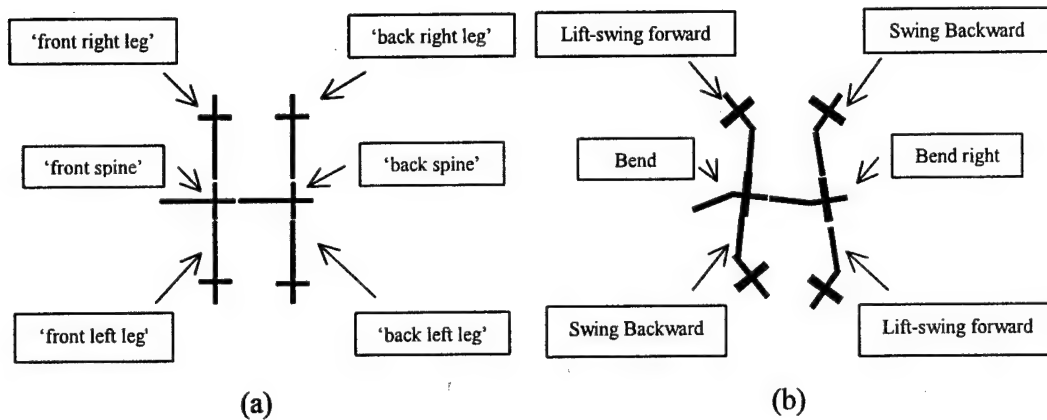 'front right leg'
'back right leg'
'front spine'
'back spine'
'front left leg'
'back left leg'
(a)
Lift-swing forward
Swing Backward
Bend
Bend right
Swing Backward
Lift-swing forward
(b)